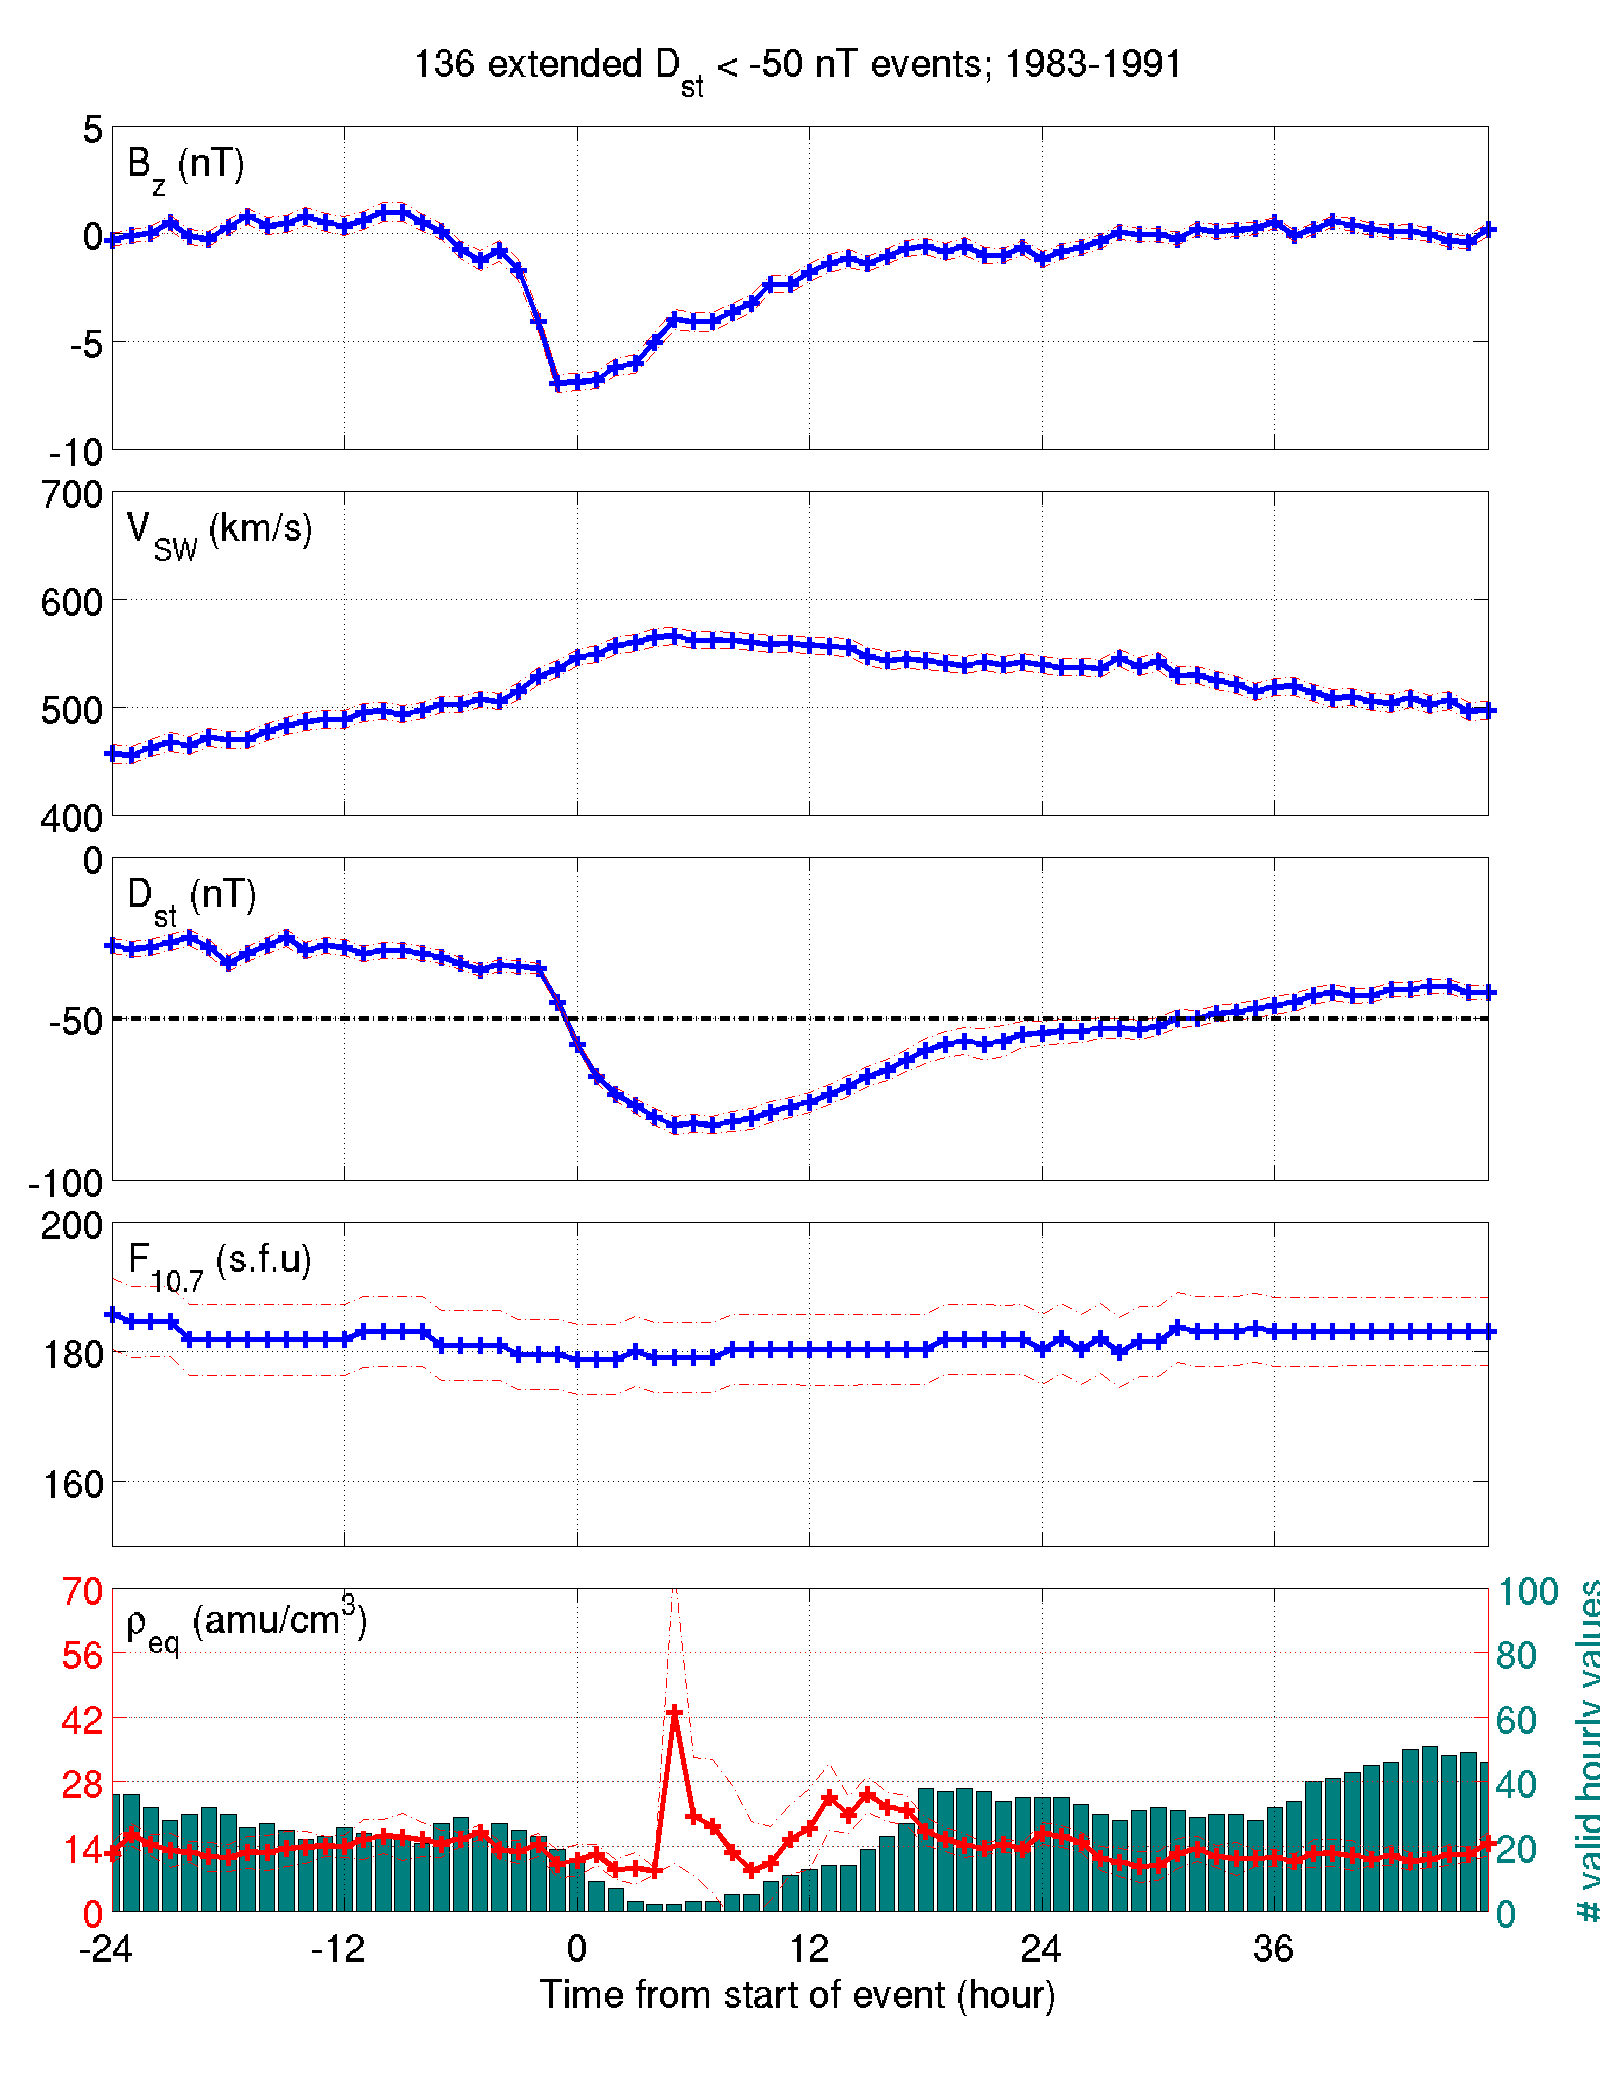 136 extended D_st < -50 nT events; 1983-1991
5
B_z (nT)
0
-5
-10
700
V_SW (km/s)
600
500
400
0
D_st (nT)
-50
-100
200
F_10.7 (s.f.u)
180
160
70
100
ρ_eq (amu/cm^3)
56
80
42
60
28
40
14
20
0
0
# valid hourly values
-24 -12 0 12 24 36
Time from start of event (hour)